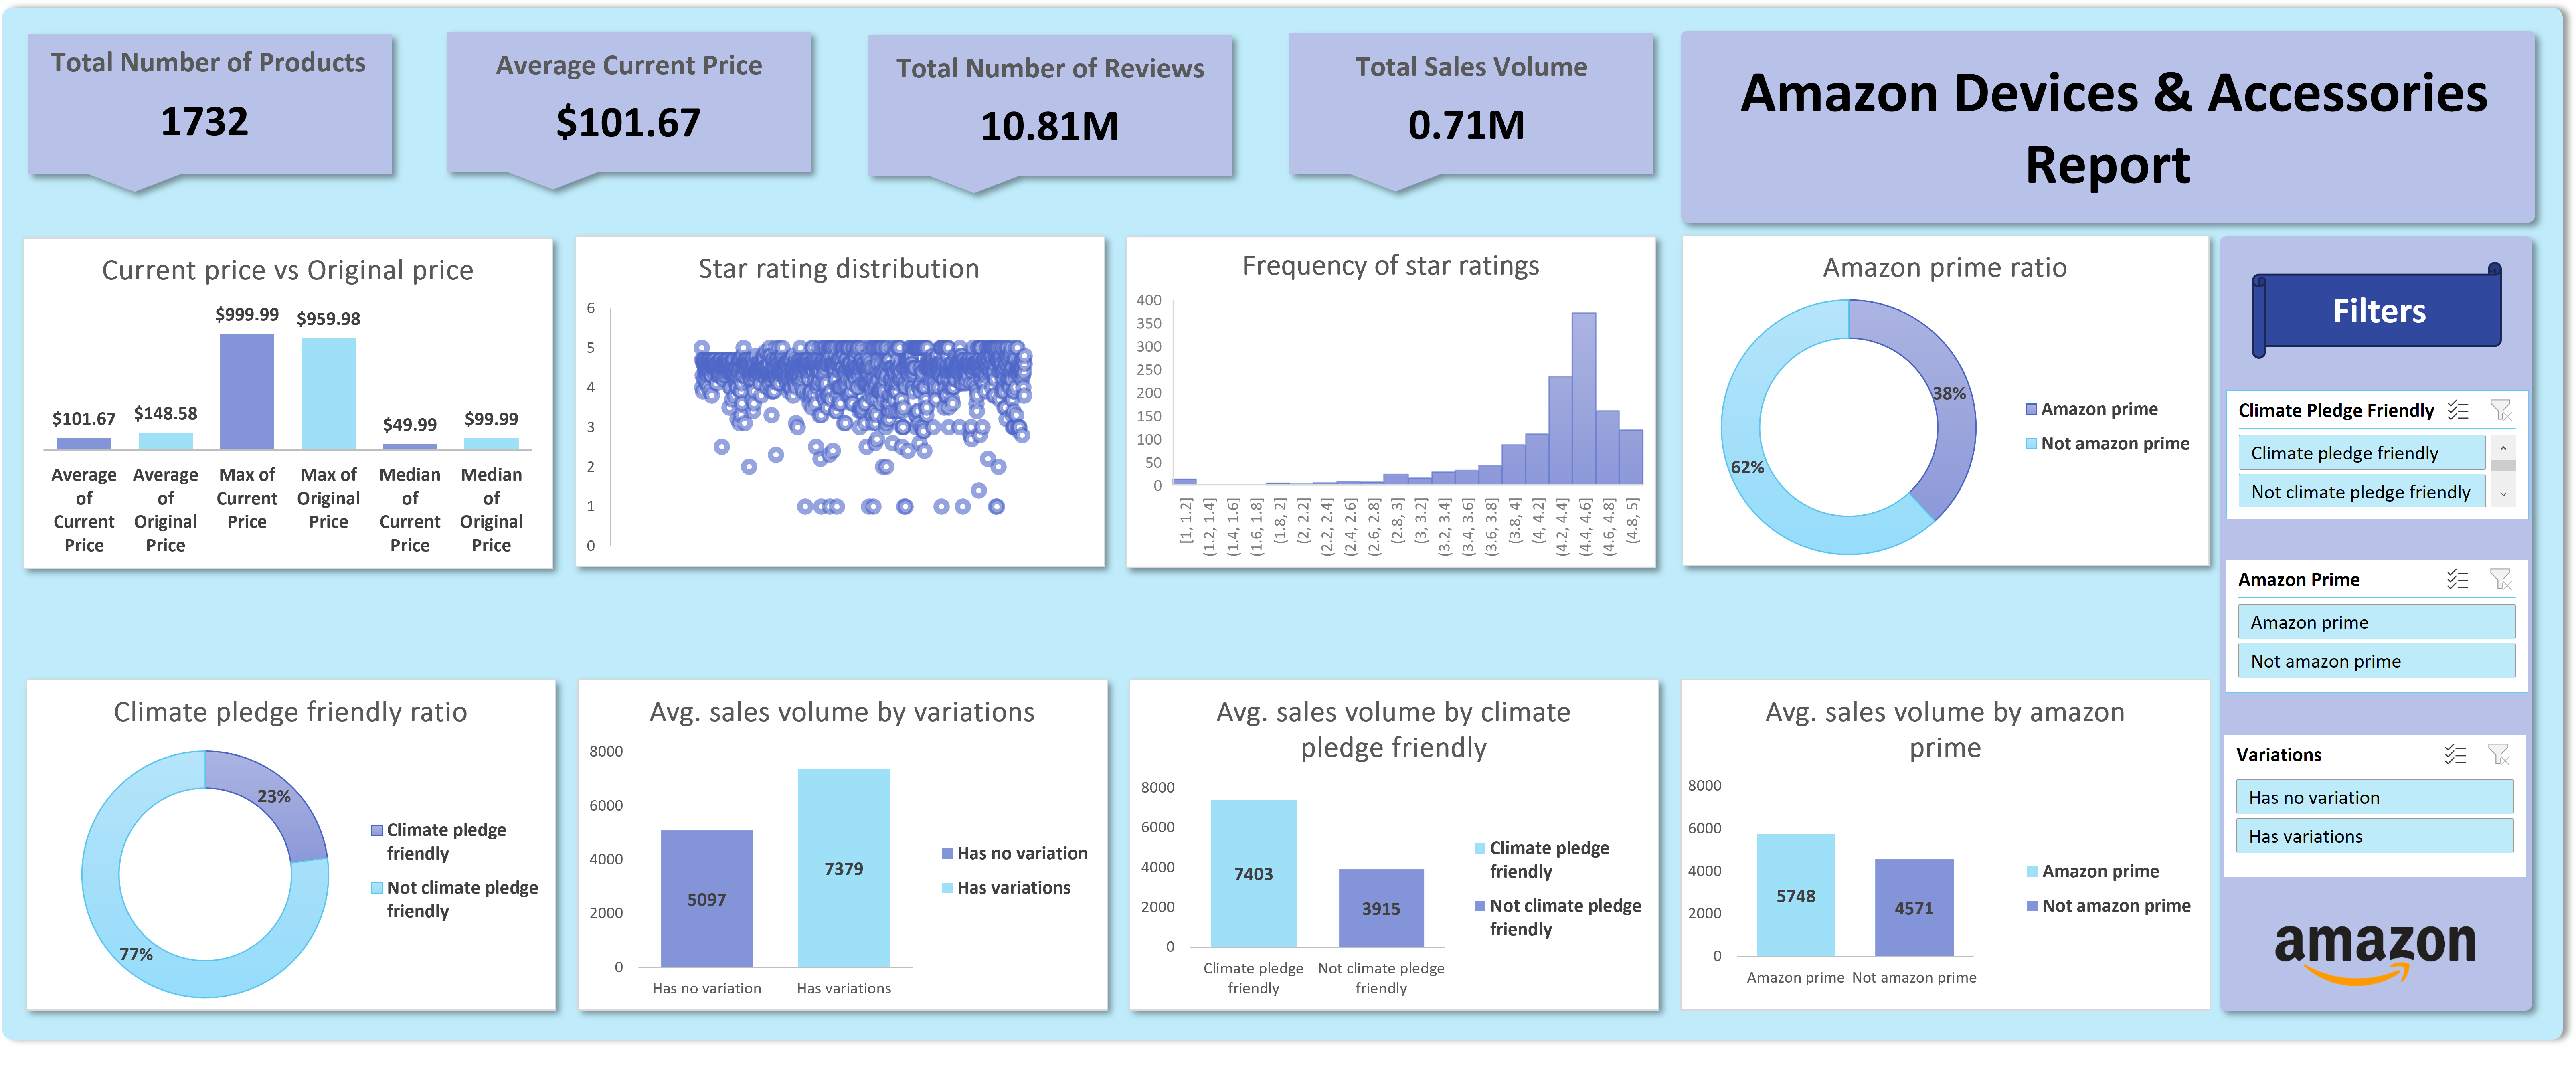 Total Number of Products
1732
Average Current Price
$101.67
Total Number of Reviews
10.81M
Total Sales Volume
0.71M
Amazon Devices & Accessories
Report
Current price vs Original price
$101.67
$148.58
$999.99
$959.98
$49.99
$99.99
Average
of
Current
Price
Average
of
Original
Price
Max of
Current
Price
Max of
Original
Price
Median
of
Current
Price
Median
of
Original
Price
Star rating distribution
6
5
4
3
2
1
0
Frequency of star ratings
400
350
300
250
200
150
100
50
0
[1, 1.2]
(1.2, 1.4]
(1.4, 1.6]
(1.6, 1.8]
(1.8, 2]
(2, 2.2]
(2.2, 2.4]
(2.4, 2.6]
(2.6, 2.8]
(2.8, 3]
(3, 3.2]
(3.2, 3.4]
(3.4, 3.6]
(3.6, 3.8]
(3.8, 4]
(4, 4.2]
(4.2, 4.4]
(4.4, 4.6]
(4.6, 4.8]
(4.8, 5]
Amazon prime ratio
38%
62%
Amazon prime
Not amazon prime
Filters
Climate Pledge Friendly
Climate pledge friendly
Not climate pledge friendly
Amazon Prime
Amazon prime
Not amazon prime
Variations
Has no variation
Has variations
amazon
Climate pledge friendly ratio
23%
77%
Climate pledge
friendly
Not climate pledge
friendly
Avg. sales volume by variations
8000
6000
4000
2000
0
5097
7379
Has no variation
Has variations
Has no variation
Has variations
Avg. sales volume by climate
pledge friendly
8000
6000
4000
2000
0
7403
3915
Climate pledge
friendly
Not climate pledge
friendly
Climate pledge
friendly
Not climate pledge
friendly
Avg. sales volume by amazon
prime
8000
6000
4000
2000
0
5748
4571
Amazon prime
Not amazon prime
Amazon prime
Not amazon prime